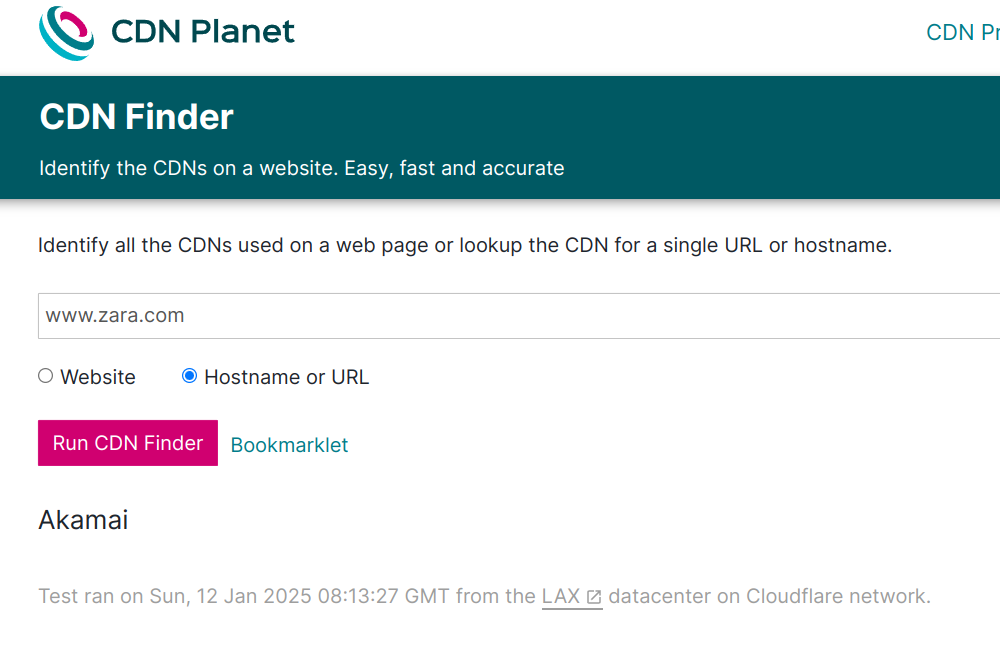 CDN Planet
CDN Pr
CDN Finder
Identify the CDNs on a website. Easy, fast and accurate
Identify all the CDNs used on a web page or lookup the CDN for a single URL or hostname.
www.zara.com
Website Hostname or URL
Run CDN Finder Bookmarklet
Akamai
Test ran on Sun, 12 Jan 2025 08:13:27 GMT from the LAX datacenter on Cloudflare network.